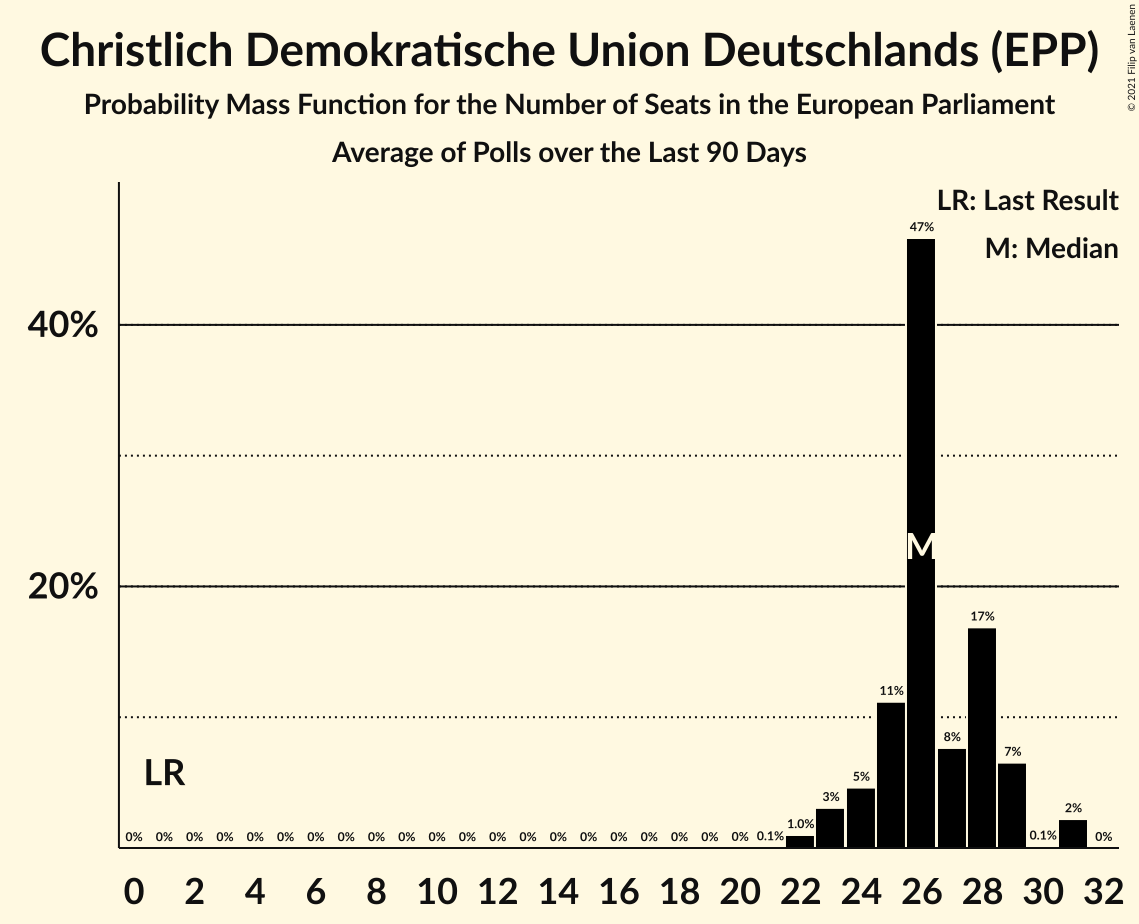 Christlich Demokratische Union Deutschlands (EPP)
Probability Mass Function for the Number of Seats in the European Parliament
Average of Polls over the Last 90 Days
© 2021 Filip van Laenen
LR: Last Result
M: Median
47%
40%
M
20%
17%
11%
8%
7%
LR
5%
3%
2%
1.0%
0% 0% 0% 0% 0% 0% 0% 0% 0% 0% 0% 0% 0% 0% 0% 0% 0% 0% 0% 0% 0% 0.1% 0.1% 0%
0 2 4 6 8 10 12 14 16 18 20 22 24 26 28 30 32